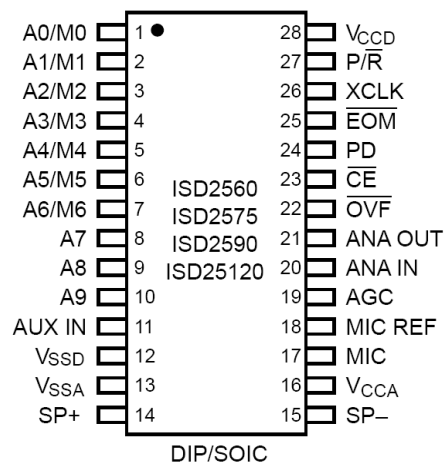 A0/M0 1 28 VCCD
A1/M1 2 27 P/R̅
A2/M2 3 26 XCLK
A3/M3 4 25 E̅O̅M̅
A4/M4 5 24 PD
A5/M5 6 23 C̅E̅
A6/M6 7 22 O̅V̅F̅
A7 8 21 ANA OUT
A8 9 20 ANA IN
A9 10 19 AGC
AUX IN 11 18 MIC REF
VSSD 12 17 MIC
VSSA 13 16 VCCA
SP+ 14 15 SP–
ISD2560
ISD2575
ISD2590
ISD25120
DIP/SOIC